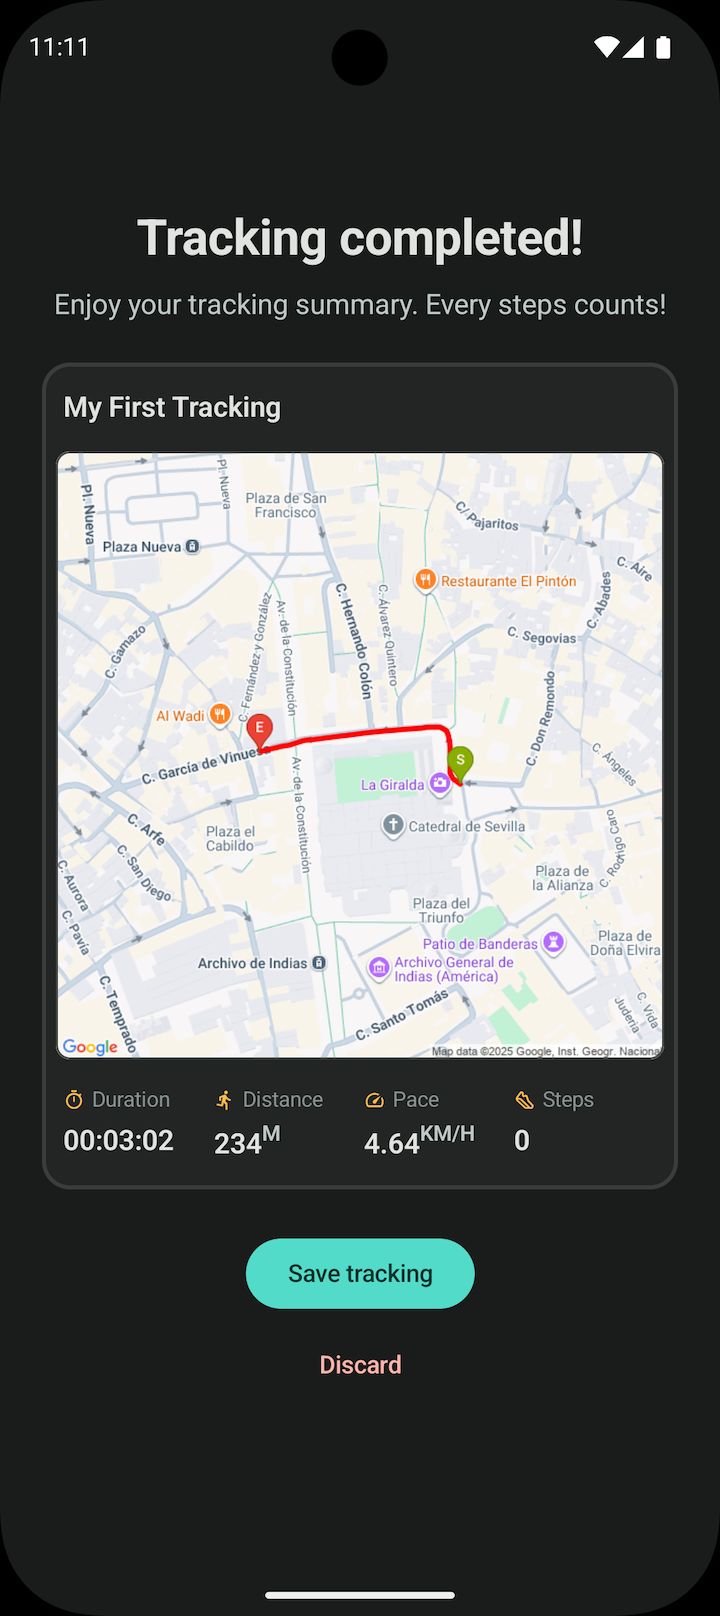 11:11
Tracking completed!
Enjoy your tracking summary. Every steps counts!
My First Tracking
Pl. Nueva
Pl. Nueva
Plaza de San
Francisco
C/ Pajaritos
Plaza Nueva
C. Aire
Restaurante El Pintón
C. Abades
C. Hernando Colón
C. Álvarez Quintero
C. Fernández y González
Av. de la Constitución
C. Gamazo
C. Segovias
Al Wadi
E
C. Don Remondo
S
C. García de Vinuesa
La Giralda
C. Ángeles
Av. de la Constitución
C. Arfe
Plaza el
Cabildo
Catedral de Sevilla
C. Rodrigo Caro
C. San Diego
C. Aurora
Plaza de
la Alianza
Plaza del
Triunfo
C. Pavía
Patio de Banderas
Plaza de
Doña Elvira
Archivo de Indias
Archivo General de
Indias (América)
C. Temprado
C. Santo Tomás
C. Vida
Judería
Google
Map data ©2025 Google, Inst. Geogr. Nacional
Duration Distance Pace Steps
00:03:02 234M 4.64KM/H 0
Save tracking
Discard